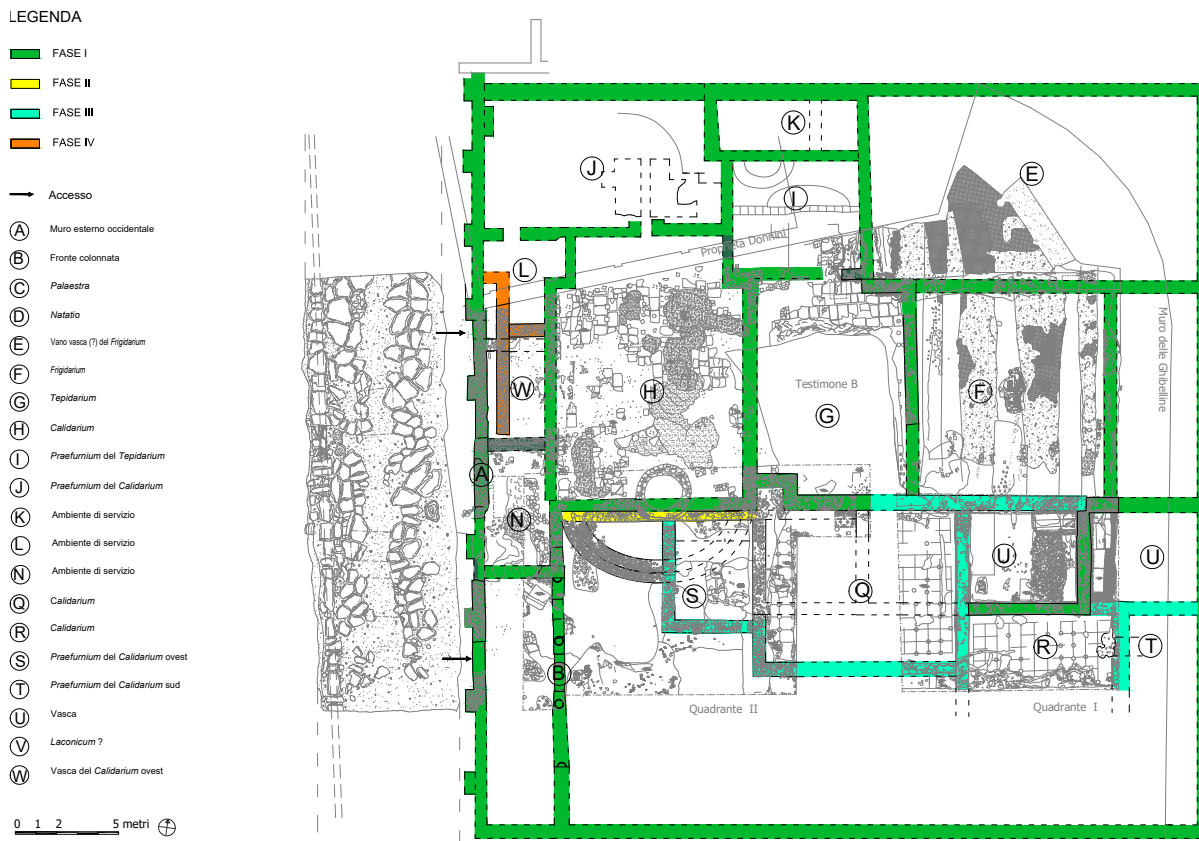 LEGENDA
FASE I
FASE II
FASE III
FASE IV
Accesso
A Muro esterno occidentale
B Fronte colonnata
C Palaestra
D Natatio
E Vano vasca (?) del Frigidarium
F Frigidarium
G Tepidarium
H Calidarium
I Praefurnium del Tepidarium
J Praefurnium del Calidarium
K Ambiente di servizio
L Ambiente di servizio
N Ambiente di servizio
Q Calidarium
R Calidarium
S Praefurnium del Calidarium ovest
T Praefurnium del Calidarium sud
U Vasca
V Laconicum ?
W Vasca del Calidarium ovest
0 1 2 5 metri
K
J
E
I
Proprietà Donnini
L
Muro delle Ghibelline
W
H
Testimone B
G
F
A
N
U
U
S
Q
R
T
B
Quadrante II
Quadrante I